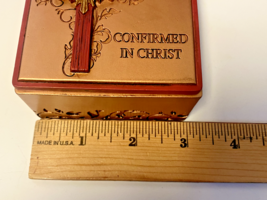 CONFIRMED
IN CHRIST
1 2 3 4
MADE IN U.S.A.